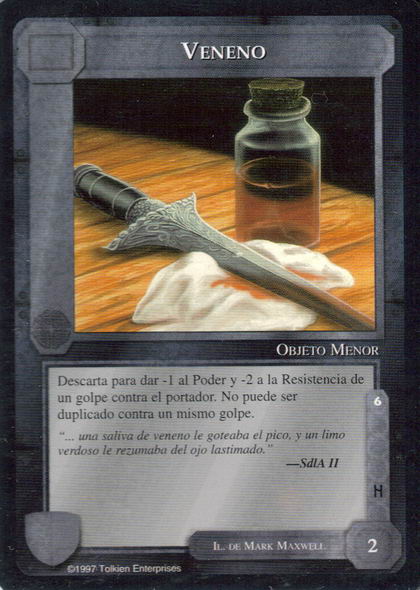 VENENO
OBJETO MENOR
Descarta para dar -1 al Poder y -2 a la Resistencia de
un golpe contra el portador. No puede ser
duplicado contra un mismo golpe.
“... una saliva de veneno le goteaba el pico, y un limo
verdoso le rezumaba del ojo lastimado.”
—SdlA II
6
H
IL. DE MARK MAXWELL
2
©1997 Tolkien Enterprises